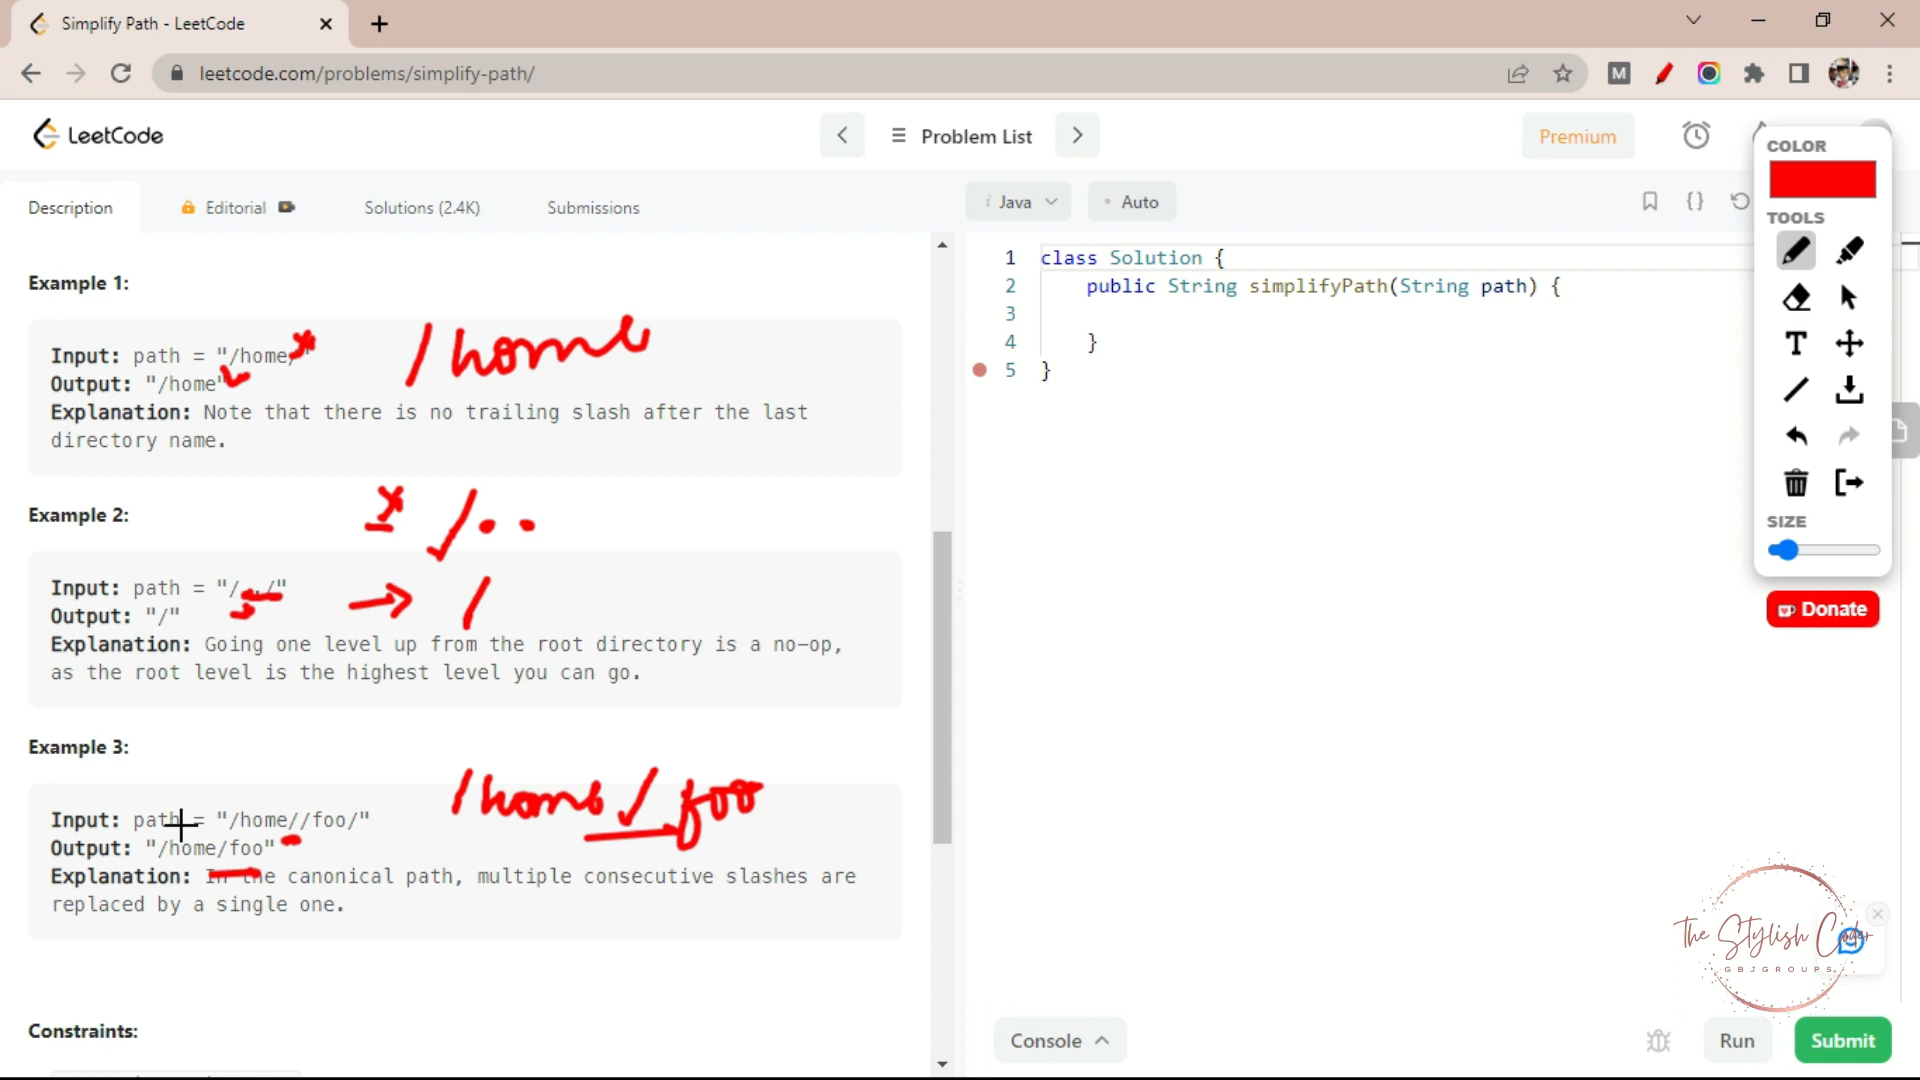 Simplify Path - LeetCode
leetcode.com/problems/simplify-path/
M
LeetCode
Problem List
Premium
COLOR
TOOLS
SIZE
Donate
Description
Editorial
Solutions (2.4K)
Submissions
i Java
Auto
{}
Example 1:
Input: path = "/home/"
Output: "/home"
Explanation: Note that there is no trailing slash after the last
directory name.
/home
Example 2:
/..
Input: path = "/../"
Output: "/"
→ /
Explanation: Going one level up from the root directory is a no-op,
as the root level is the highest level you can go.
Example 3:
/home/foo
Input: path = "/home//foo/"
Output: "/home/foo"
Explanation: In the canonical path, multiple consecutive slashes are
replaced by a single one.
Constraints:
1 class Solution {
2 public String simplifyPath(String path) {
3
4 }
5 }
The Stylish Coder
GBJGROUPS
Console
Run
Submit